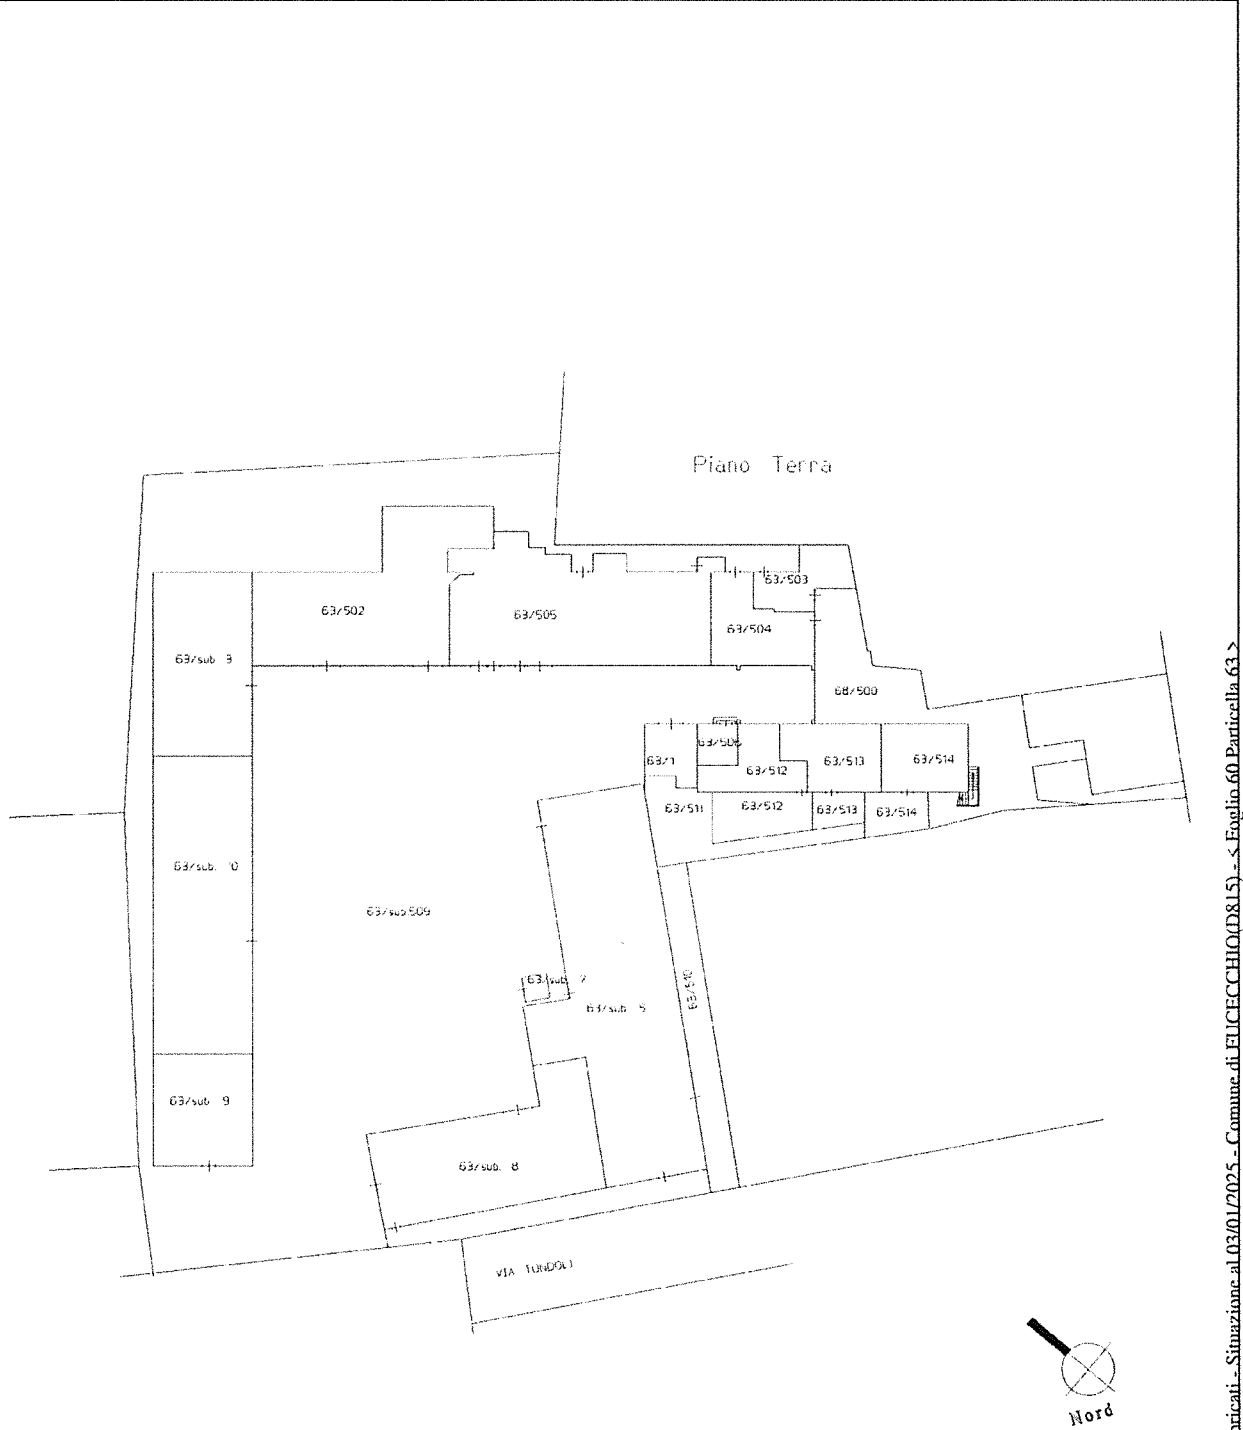 Piano Terra
63/503
63/502
63/505
63/504
63/sub 3
68/500
63/506
63/1
63/512
63/513
63/514
63/511
63/512
63/513
63/514
63/sub.
63/sub.509
63/sub 7
63/sub 5
63/510
63/sub 9
63/sub. 8
VIA
Nord
- Situazione al 03/01/2025 - Comune di FUCECCHIO(D815) - < Foglio 60 Particella 63 >